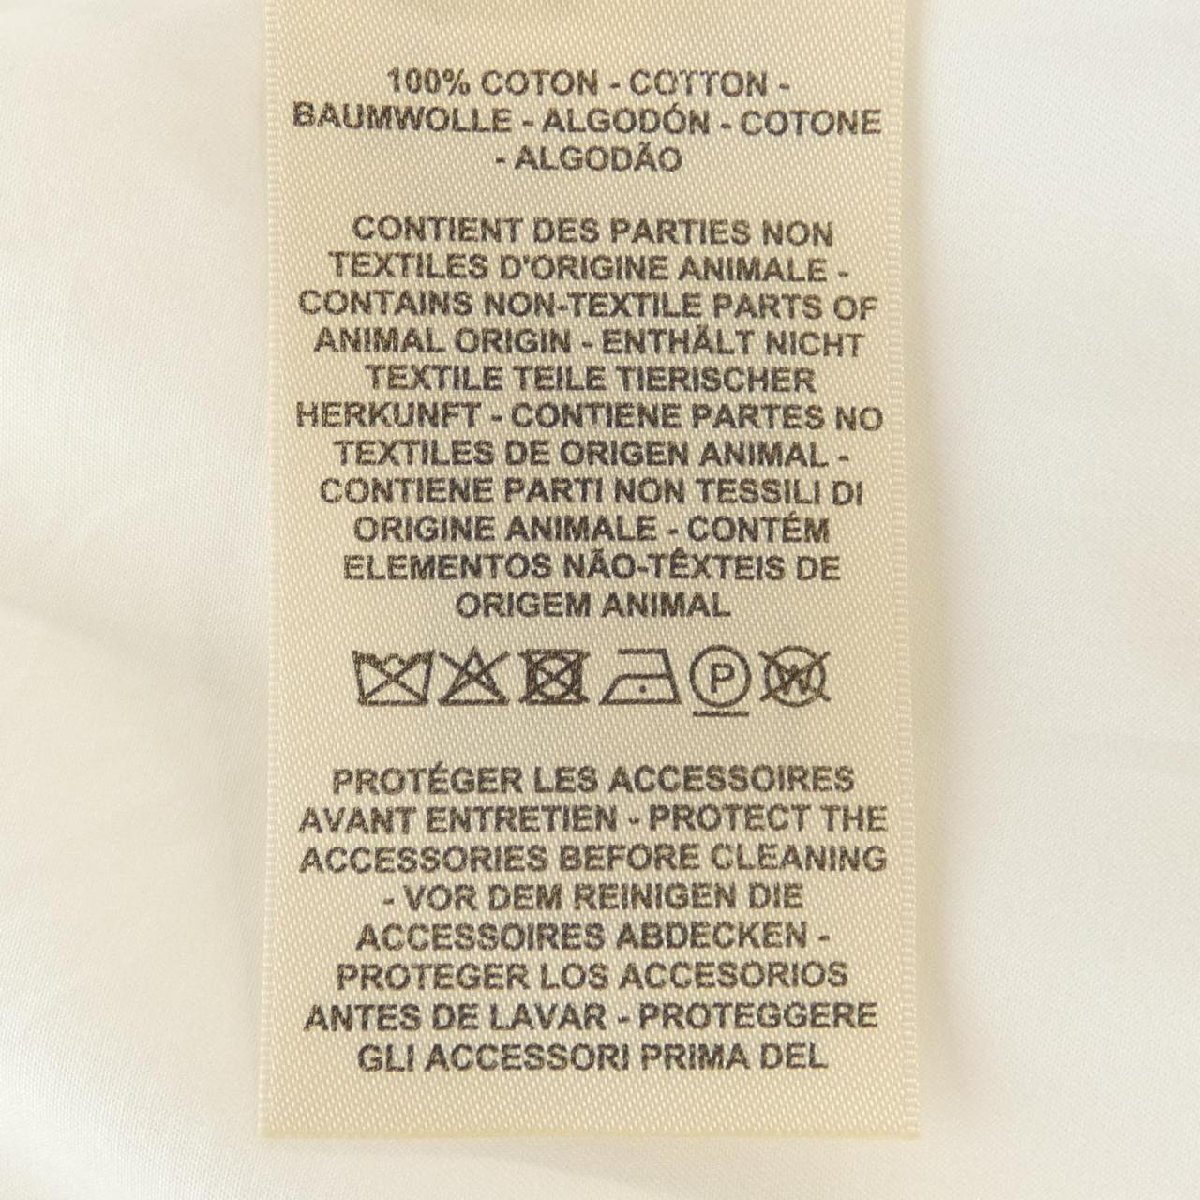 100% COTON - COTTON -
BAUMWOLLE - ALGODÓN - COTONE
- ALGODÃO
CONTIENT DES PARTIES NON
TEXTILES D'ORIGINE ANIMALE -
CONTAINS NON-TEXTILE PARTS OF
ANIMAL ORIGIN - ENTHÄLT NICHT
TEXTILE TEILE TIERISCHER
HERKUNFT - CONTIENE PARTES NO
TEXTILES DE ORIGEN ANIMAL -
CONTIENE PARTI NON TESSILI DI
ORIGINE ANIMALE - CONTÉM
ELEMENTOS NÃO-TÊXTEIS DE
ORIGEM ANIMAL
P W
PROTÉGER LES ACCESSOIRES
AVANT ENTRETIEN - PROTECT THE
ACCESSORIES BEFORE CLEANING
- VOR DEM REINIGEN DIE
ACCESSOIRES ABDECKEN -
PROTEGER LOS ACCESORIOS
ANTES DE LAVAR - PROTEGGERE
GLI ACCESSORI PRIMA DEL